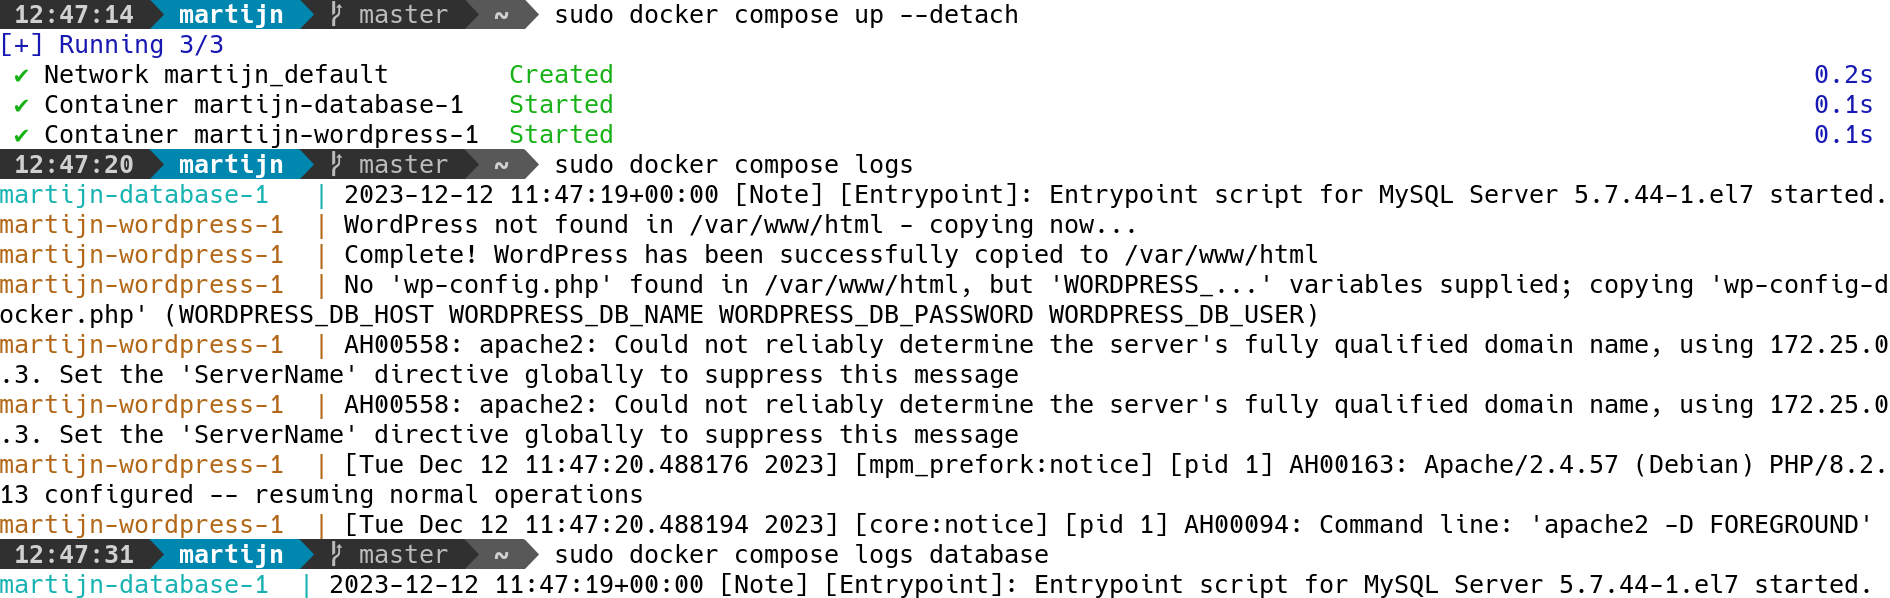 12:47:14 martijn master ~ sudo docker compose up --detach
[+] Running 3/3
✔ Network martijn_default Created 0.2s
✔ Container martijn-database-1 Started 0.1s
✔ Container martijn-wordpress-1 Started 0.1s
12:47:20 martijn master ~ sudo docker compose logs
martijn-database-1 | 2023-12-12 11:47:19+00:00 [Note] [Entrypoint]: Entrypoint script for MySQL Server 5.7.44-1.el7 started.
martijn-wordpress-1 | WordPress not found in /var/www/html - copying now...
martijn-wordpress-1 | Complete! WordPress has been successfully copied to /var/www/html
martijn-wordpress-1 | No 'wp-config.php' found in /var/www/html, but 'WORDPRESS_...' variables supplied; copying 'wp-config-d
ocker.php' (WORDPRESS_DB_HOST WORDPRESS_DB_NAME WORDPRESS_DB_PASSWORD WORDPRESS_DB_USER)
martijn-wordpress-1 | AH00558: apache2: Could not reliably determine the server's fully qualified domain name, using 172.25.0
.3. Set the 'ServerName' directive globally to suppress this message
martijn-wordpress-1 | AH00558: apache2: Could not reliably determine the server's fully qualified domain name, using 172.25.0
.3. Set the 'ServerName' directive globally to suppress this message
martijn-wordpress-1 | [Tue Dec 12 11:47:20.488176 2023] [mpm_prefork:notice] [pid 1] AH00163: Apache/2.4.57 (Debian) PHP/8.2.
13 configured -- resuming normal operations
martijn-wordpress-1 | [Tue Dec 12 11:47:20.488194 2023] [core:notice] [pid 1] AH00094: Command line: 'apache2 -D FOREGROUND'
12:47:31 martijn master ~ sudo docker compose logs database
martijn-database-1 | 2023-12-12 11:47:19+00:00 [Note] [Entrypoint]: Entrypoint script for MySQL Server 5.7.44-1.el7 started.